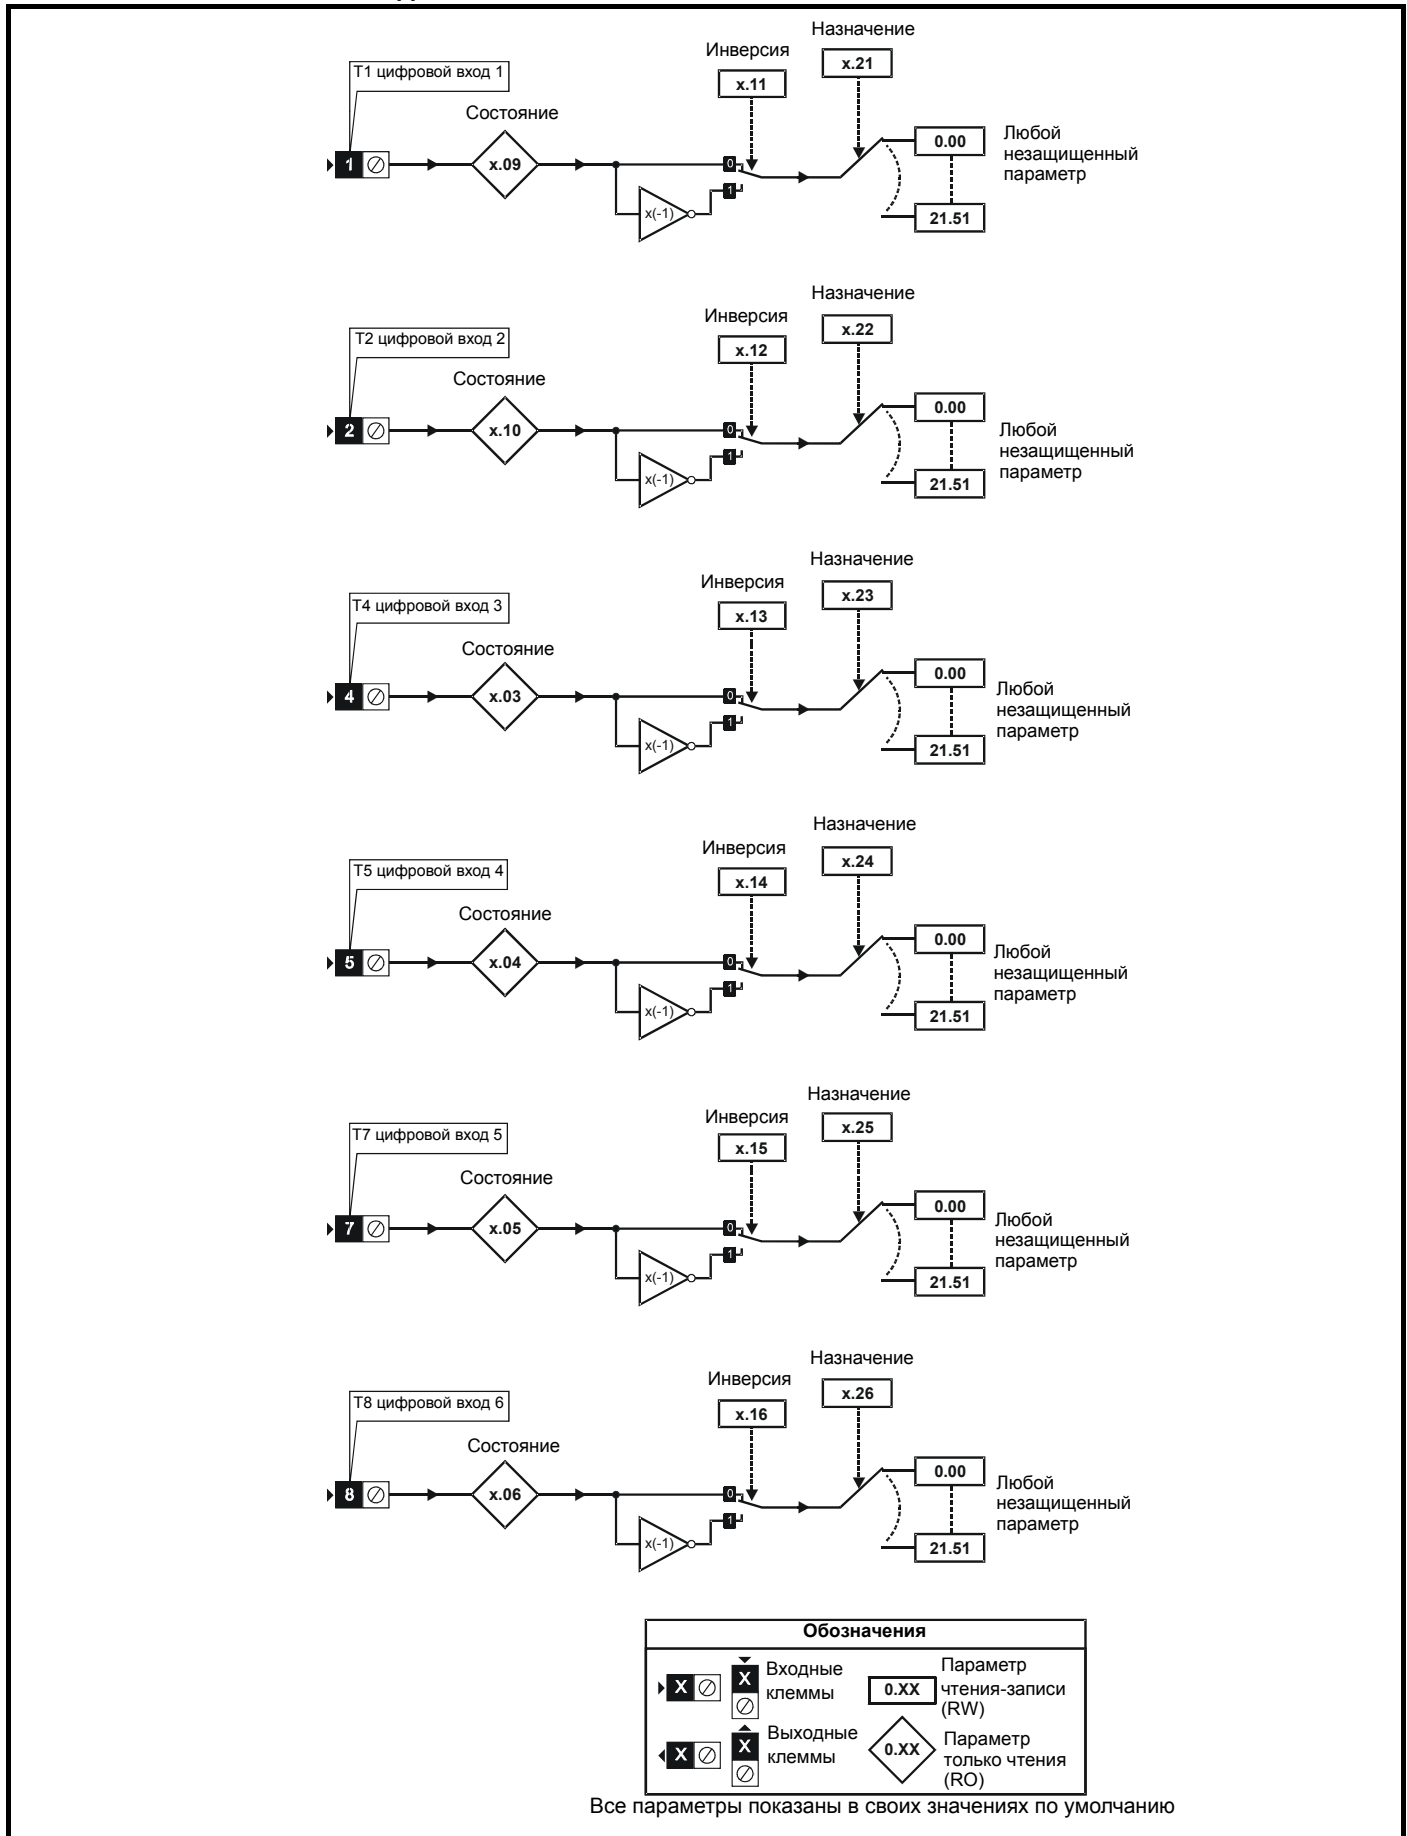 Назначение
Инверсия
x.21
T1 цифровой вход 1
x.11
Состояние
0.00
Любой
незащищенный
параметр
1
x.09
0
1
x(-1)
21.51
Назначение
Инверсия
x.22
T2 цифровой вход 2
x.12
Состояние
0.00
Любой
незащищенный
параметр
2
x.10
0
1
x(-1)
21.51
Назначение
Инверсия
x.23
T4 цифровой вход 3
x.13
Состояние
0.00
Любой
незащищенный
параметр
4
x.03
0
1
x(-1)
21.51
Назначение
Инверсия
x.24
T5 цифровой вход 4
x.14
Состояние
0.00
Любой
незащищенный
параметр
5
x.04
0
1
x(-1)
21.51
Назначение
Инверсия
x.25
T7 цифровой вход 5
x.15
Состояние
0.00
Любой
незащищенный
параметр
7
x.05
0
1
x(-1)
21.51
Назначение
Инверсия
x.26
T8 цифровой вход 6
x.16
Состояние
0.00
Любой
незащищенный
параметр
8
x.06
0
1
x(-1)
21.51
Обозначения
X
X
Входные
клеммы
0.XX
Параметр
чтения-записи
(RW)
X
X
Выходные
клеммы
0.XX
Параметр
только чтения
(RO)
Все параметры показаны в своих значениях по умолчанию